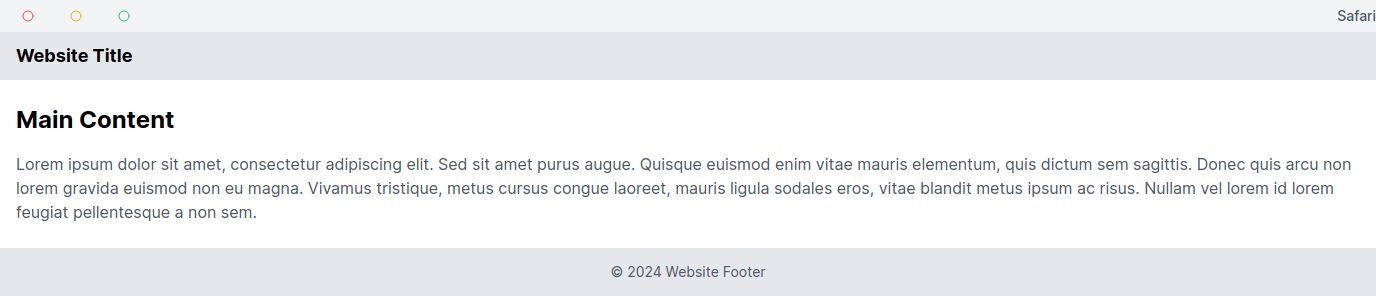 Safari
Website Title
Main Content
Lorem ipsum dolor sit amet, consectetur adipiscing elit. Sed sit amet purus augue. Quisque euismod enim vitae mauris elementum, quis dictum sem sagittis. Donec quis arcu non
lorem gravida euismod non eu magna. Vivamus tristique, metus cursus congue laoreet, mauris ligula sodales eros, vitae blandit metus ipsum ac risus. Nullam vel lorem id lorem
feugiat pellentesque a non sem.
© 2024 Website Footer